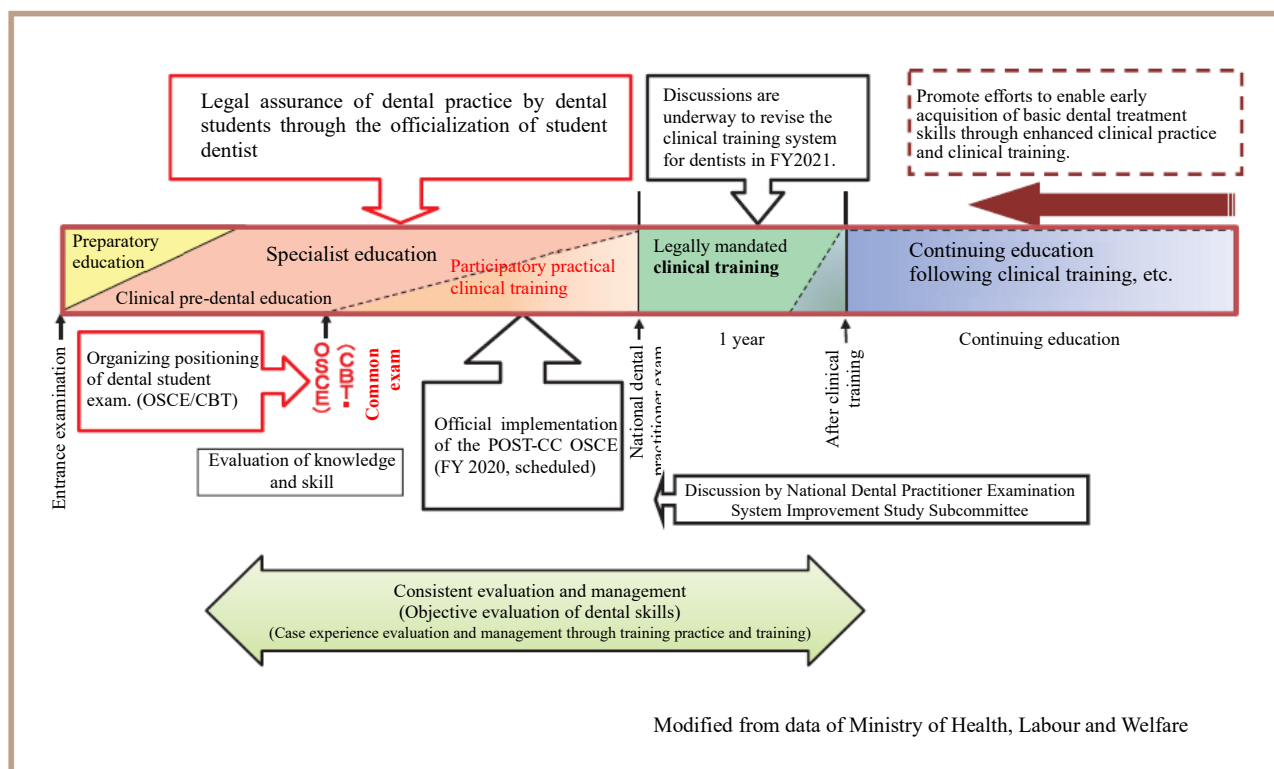 Legal assurance of dental practice by dental
students through the officialization of student
dentist
Discussions are
underway to revise the
clinical training system
for dentists in FY2021.
Promote efforts to enable early
acquisition of basic dental treatment
skills through enhanced clinical practice
and clinical training.
Preparatory
education
Specialist education
Clinical pre-dental education
Participatory practical
clinical training
Legally mandated
clinical training
Continuing education
following clinical training, etc.
Entrance examination
Organizing positioning
of dental student
exam. (OSCE/CBT)
(CBT・
OSCE)
Common
exam
Evaluation of knowledge
and skill
Official implementation
of the POST-CC OSCE
(FY 2020, scheduled)
National dental
practitioner exam
1 year
After clinical
training
Continuing education
Discussion by National Dental Practitioner Examination
System Improvement Study Subcommittee
Consistent evaluation and management
(Objective evaluation of dental skills)
(Case experience evaluation and management through training practice and training)
Modified from data of Ministry of Health, Labour and Welfare